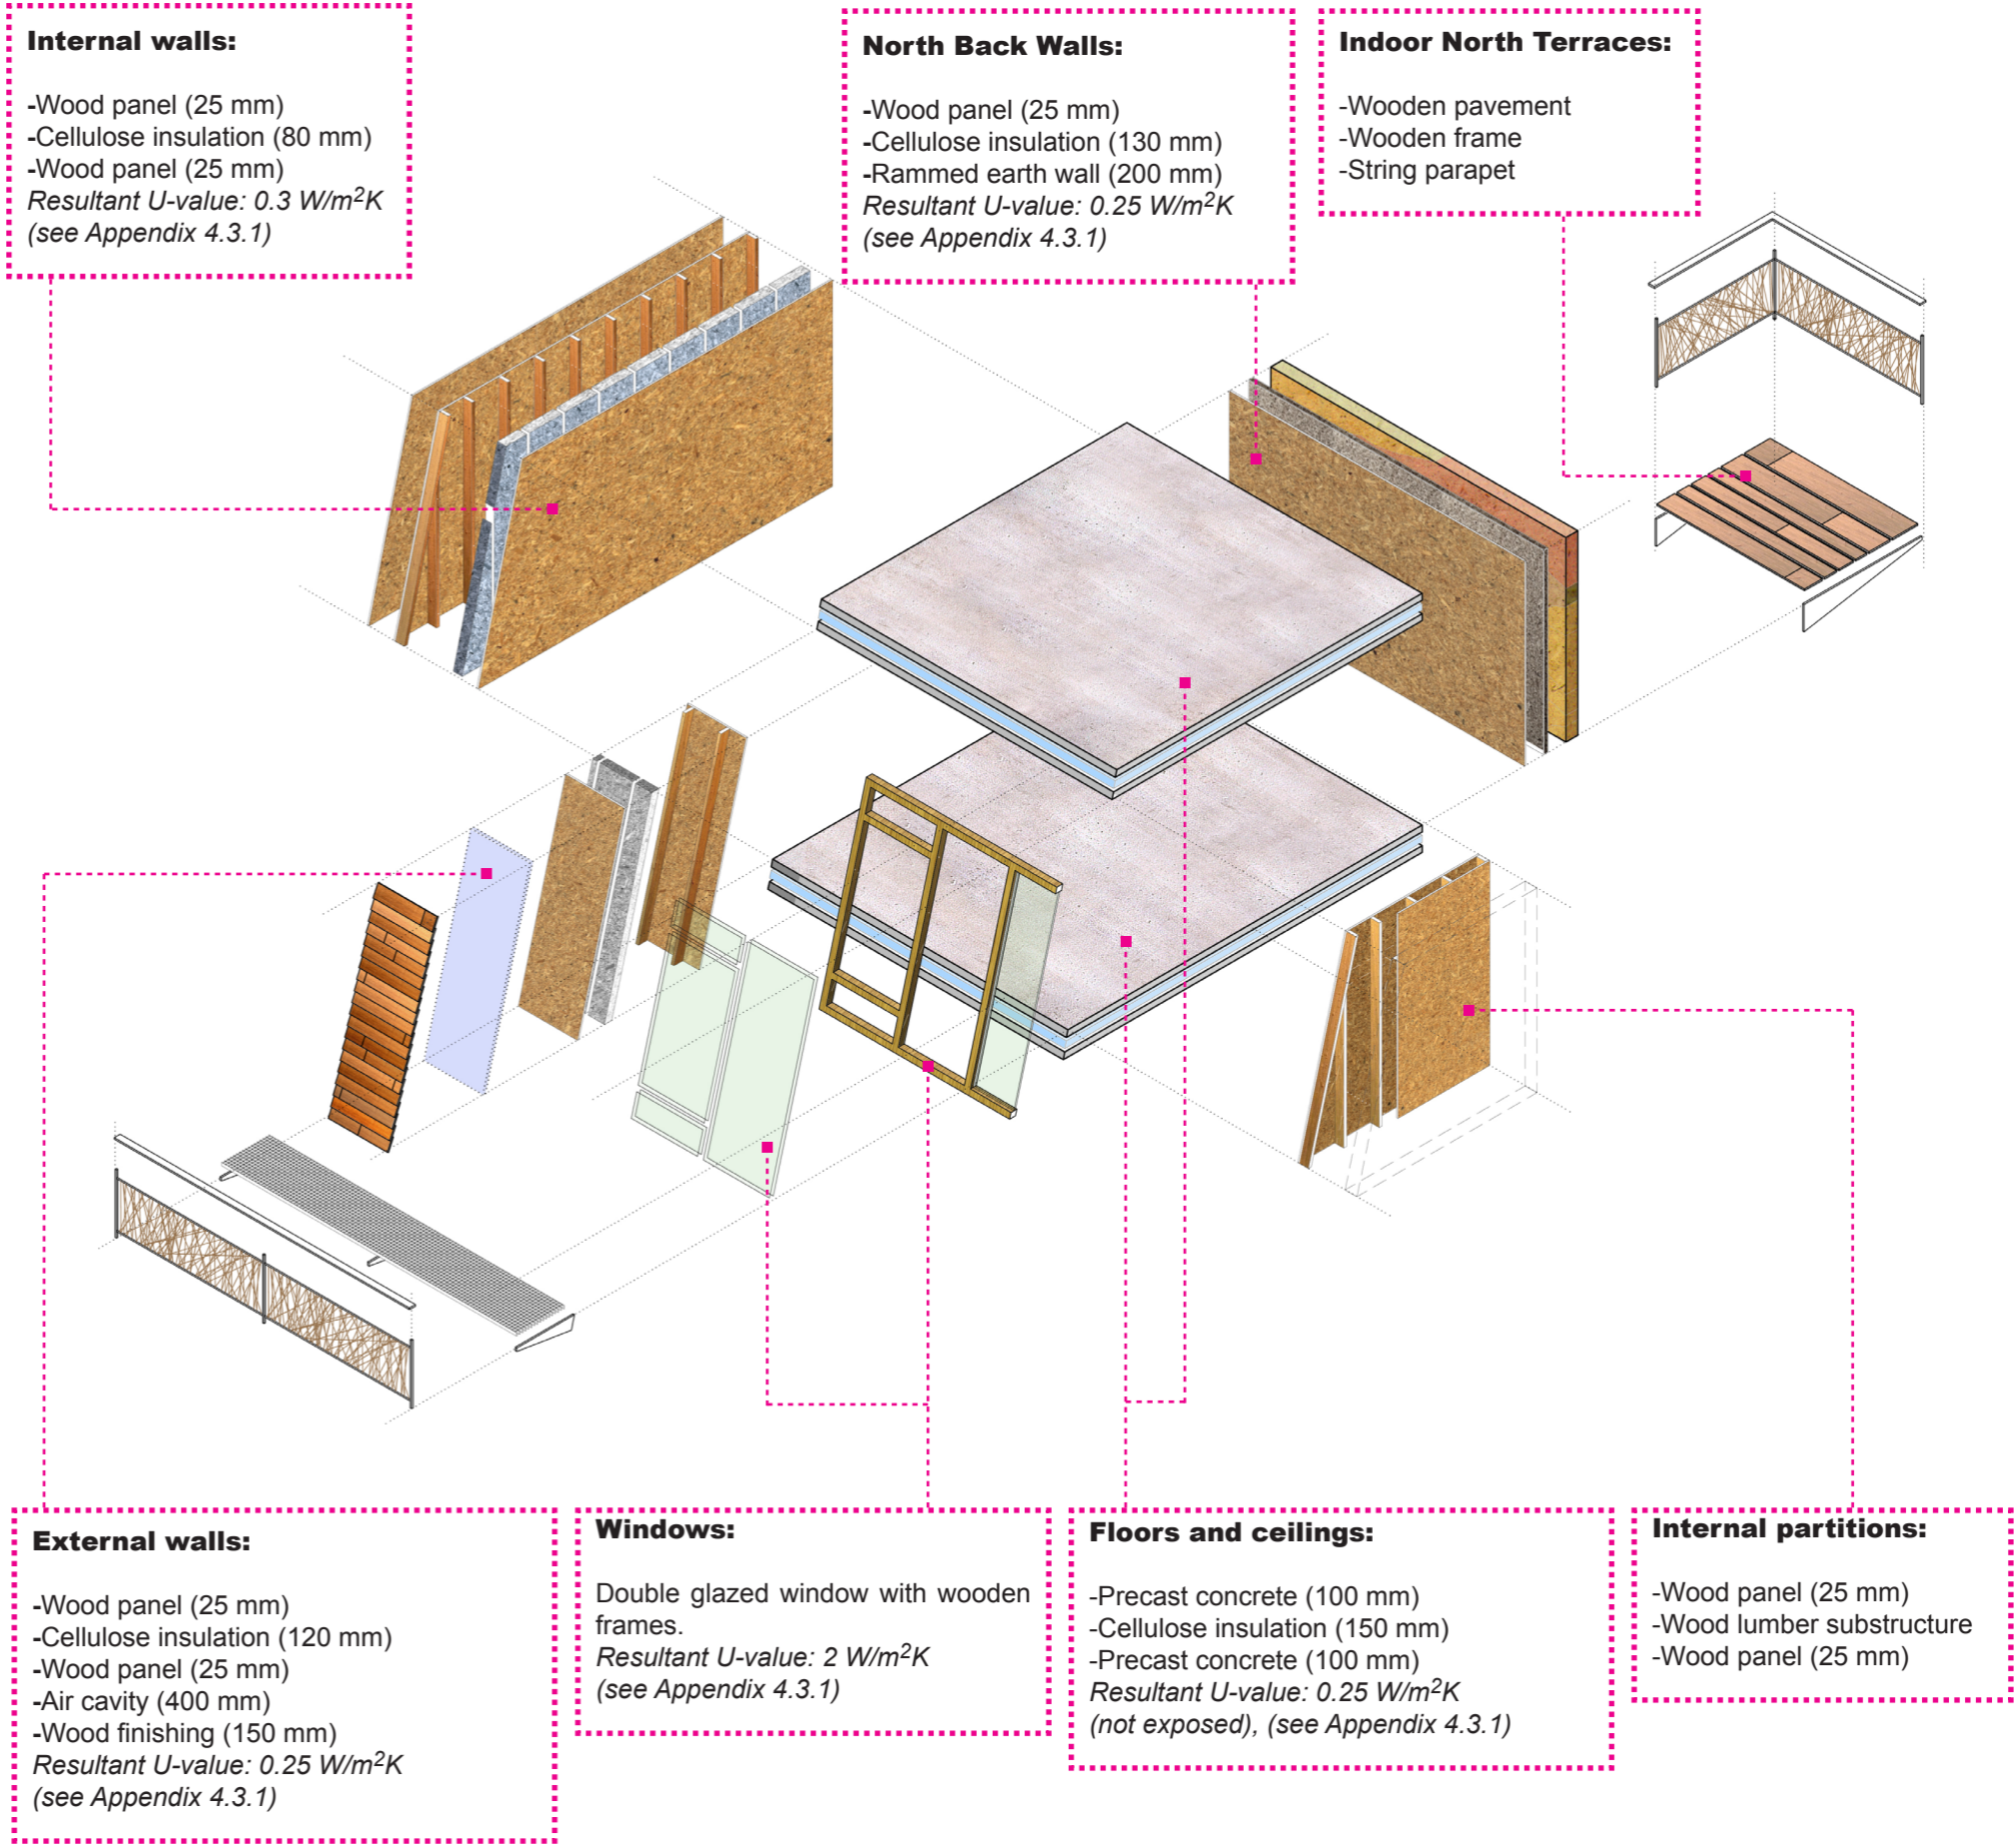 Internal walls:
-Wood panel (25 mm)
-Cellulose insulation (80 mm)
-Wood panel (25 mm)
Resultant U-value: 0.3 W/m²K
(see Appendix 4.3.1)
North Back Walls:
-Wood panel (25 mm)
-Cellulose insulation (130 mm)
-Rammed earth wall (200 mm)
Resultant U-value: 0.25 W/m²K
(see Appendix 4.3.1)
Indoor North Terraces:
-Wooden pavement
-Wooden frame
-String parapet
External walls:
-Wood panel (25 mm)
-Cellulose insulation (120 mm)
-Wood panel (25 mm)
-Air cavity (400 mm)
-Wood finishing (150 mm)
Resultant U-value: 0.25 W/m²K
(see Appendix 4.3.1)
Windows:
Double glazed window with wooden
frames.
Resultant U-value: 2 W/m²K
(see Appendix 4.3.1)
Floors and ceilings:
-Precast concrete (100 mm)
-Cellulose insulation (150 mm)
-Precast concrete (100 mm)
Resultant U-value: 0.25 W/m²K
(not exposed), (see Appendix 4.3.1)
Internal partitions:
-Wood panel (25 mm)
-Wood lumber substructure
-Wood panel (25 mm)